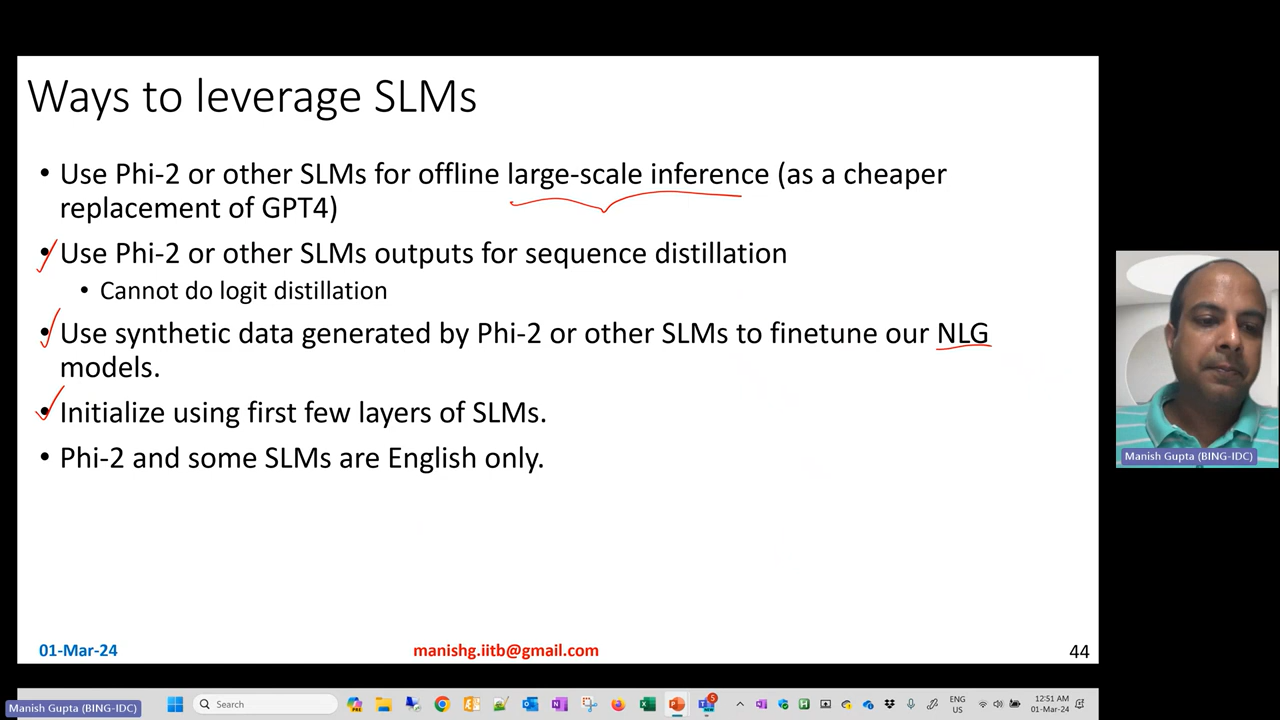 Ways to leverage SLMs
• Use Phi-2 or other SLMs for offline large-scale inference (as a cheaper
replacement of GPT4)
• Use Phi-2 or other SLMs outputs for sequence distillation
• Cannot do logit distillation
• Use synthetic data generated by Phi-2 or other SLMs to finetune our NLG
models.
• Initialize using first few layers of SLMs.
• Phi-2 and some SLMs are English only.
Manish Gupta (BING-IDC)
01-Mar-24
manishg.iitb@gmail.com
44
Manish Gupta (BING-IDC)
Search
5
ENG
US
12:51 AM
01-Mar-24